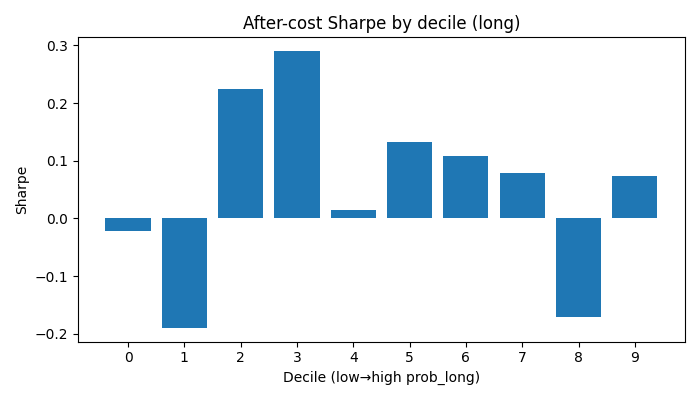 After-cost Sharpe by decile (long)
Sharpe
0.3
0.2
0.1
0.0
−0.1
−0.2
0 1 2 3 4 5 6 7 8 9
Decile (low→high prob_long)